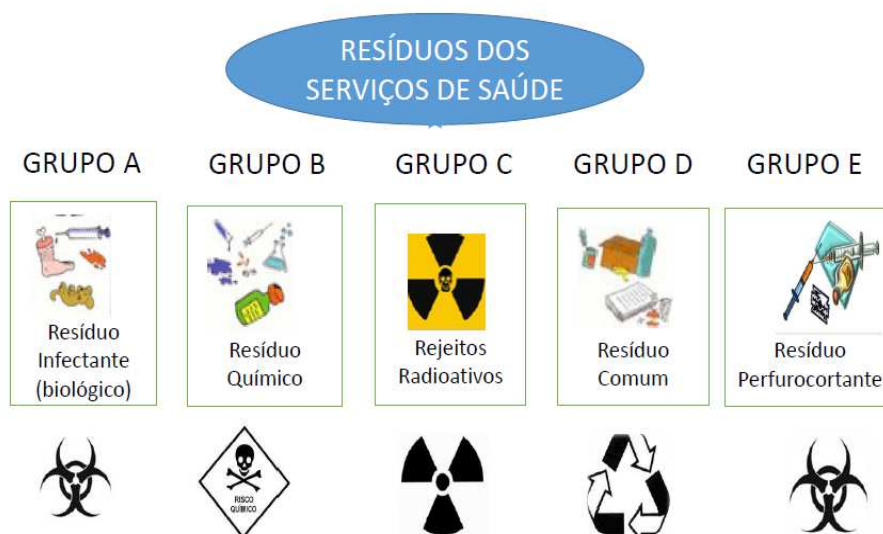 RESÍDUOS DOS
SERVIÇOS DE SAÚDE
GRUPO A
GRUPO B
GRUPO C
GRUPO D
GRUPO E
Resíduo
Infectante
(biológico)
Resíduo
Químico
Rejeitos
Radioativos
Resíduo
Comum
Resíduo
Perfurocortante
RISCO
QUÍMICO